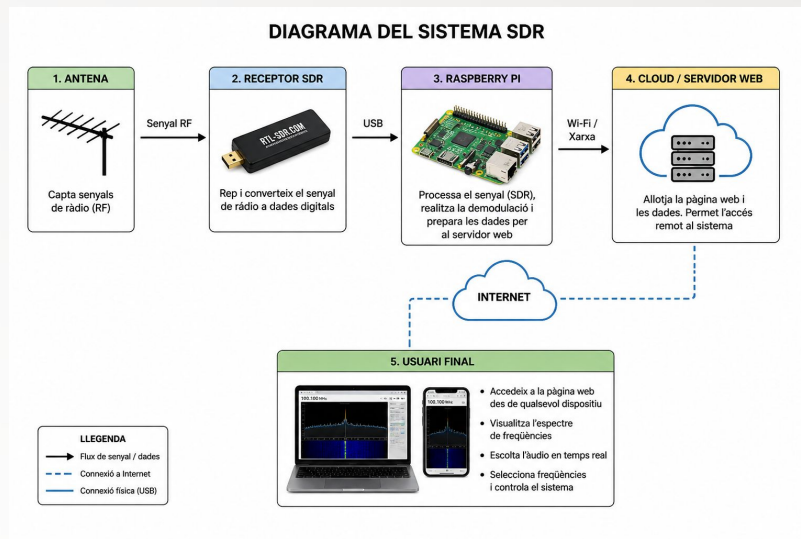 DIAGRAMA DEL SISTEMA SDR
1. ANTENA
Capta senyals
de ràdio (RF)
Senyal RF
2. RECEPTOR SDR
RTL-SDR.COM
Rep i converteix el senyal
de ràdio a dades digitals
USB
3. RASPBERRY PI
Processa el senyal (SDR),
realitza la demodulació i
prepara les dades per
al servidor web
Wi-Fi /
Xarxa
4. CLOUD / SERVIDOR WEB
Allotja la pàgina web i
les dades. Permet l'accés
remot al sistema
INTERNET
5. USUARI FINAL
100.100 MHz
100.100 MHz
• Accedeix a la pàgina web
des de qualsevol dispositiu
• Visualitza l'espectre
de freqüències
• Escolta l'àudio en temps real
• Selecciona freqüències
i controla el sistema
LLEGENDA
Flux de senyal / dades
Connexió a Internet
Connexió física (USB)